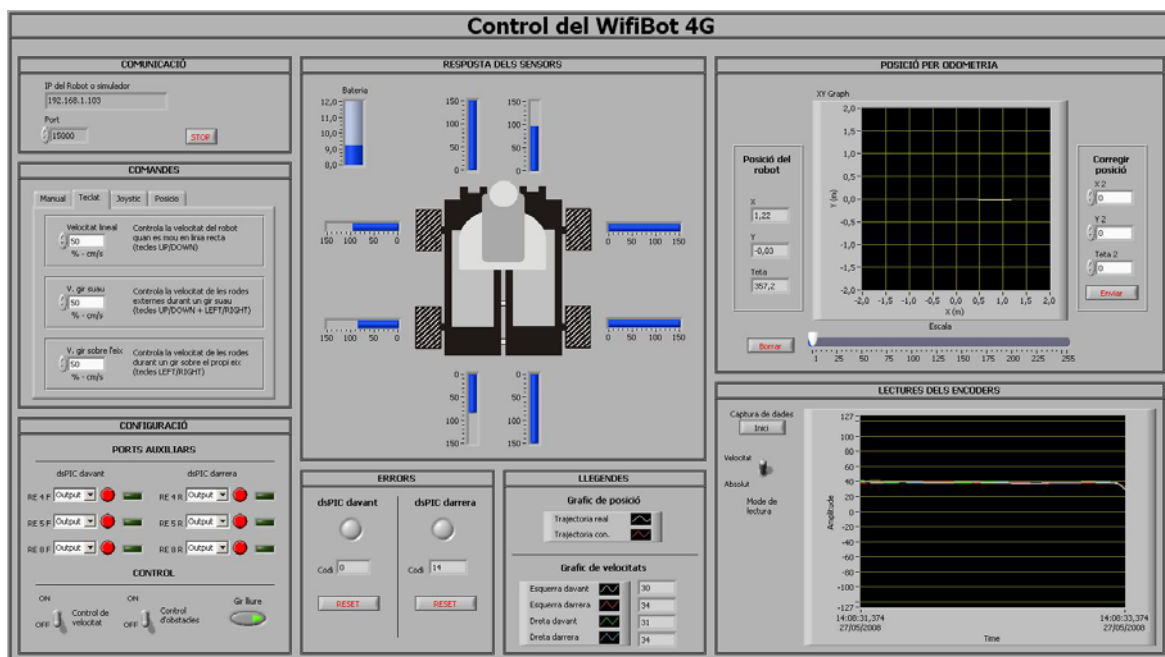 Control del WifiBot 4G
COMUNICACIÓ
IP del Robot o simulador
192.168.1.103
Port
15000
STOP
COMANDES
Manual Teclat Joystic Posicio
Velocitat lineal
50
% - cm/s
Controla la velocitat del robot
quan es mou en linia recta
(tecles UP/DOWN)
V. gir suau
50
% - cm/s
Controla la velocitat de les rodes
externes durant un gir suau
(tecles UP/DOWN + LEFT/RIGHT)
V. gir sobre l'eix
50
% - cm/s
Controla la velocitat de les rodes
durant un gir sobre el propi eix
(tecles LEFT/RIGHT)
CONFIGURACIÓ
PORTS AUXILIARS
dsPIC davant dsPIC darrera
RE 4 F Output RE 4 R Output
RE 5 F Output RE 5 R Output
RE 8 F Output RE 8 R Output
CONTROL
ON ON Gir lliure
OFF Control de velocitat OFF Control d'obstacles
RESPOSTA DELS SENSORS
Bateria
12,0
11,0
10,0
9,0
8,0
150
100
50
0
150
100
50
0
150 100 50 0
0 50 100 150
150 100 50 0
0 50 100 150
0
50
100
150
0
50
100
150
ERRORS
dsPIC davant dsPIC darrera
Codi 0 Codi 14
RESET RESET
LLEGENDES
Grafic de posició
Trajectoria real
Trajectoria con.
Grafic de velocitats
Esquerra davant 30
Esquerra darrera 34
Dreta davant 31
Dreta darrera 34
POSICIÓ PER ODOMETRIA
XY Graph
Posició del
robot
X
1,22
Y
-0,03
Teta
357,2
Y (m)
2,0
1,5
1,0
0,5
0,0
-0,5
-1,0
-1,5
-2,0
-2,0 -1,5 -1,0 -0,5 0,0 0,5 1,0 1,5 2,0
X (m)
Corregir
posició
X 2
0
Y 2
0
Teta 2
0
Enviar
Escala
Borrar
1 25 50 75 100 125 150 175 200 225 255
LECTURES DELS ENCODERS
Captura de dades
Inici
Velocitat
Absolut
Mode de
lectura
Amplitude
127
100
80
60
40
20
0
-20
-40
-60
-80
-100
-127
14:08:31,374 14:08:33,374
27/05/2008 27/05/2008
Time